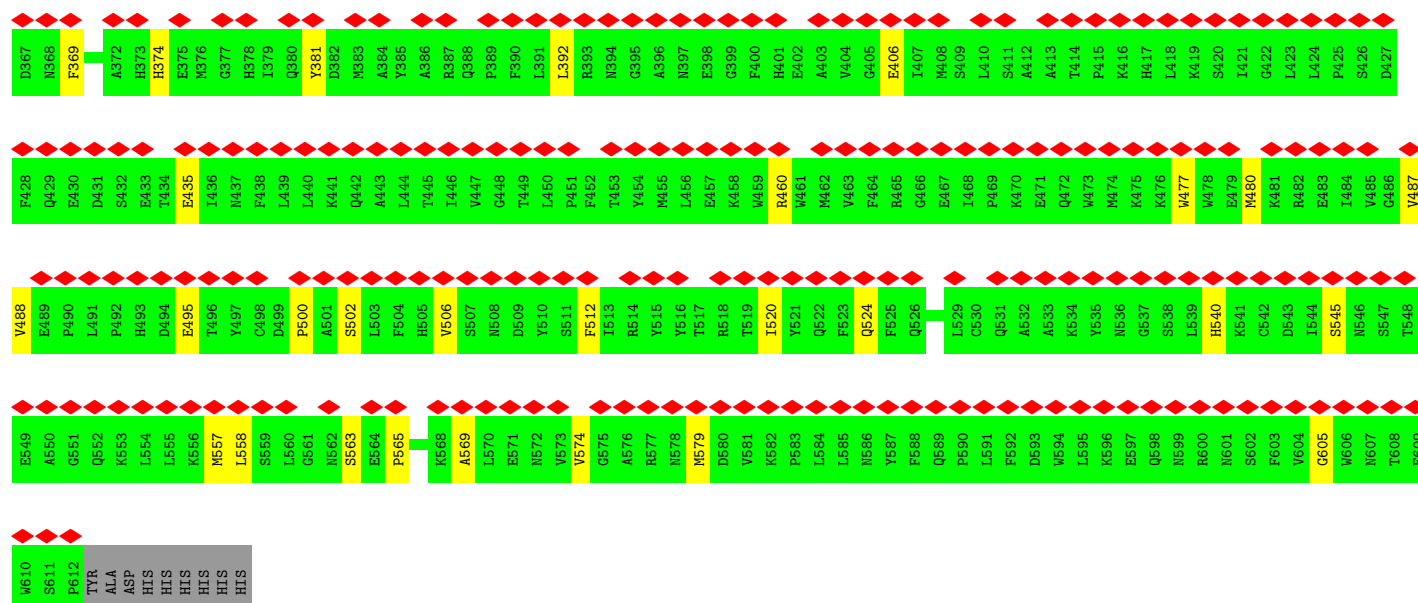 D367 N368 F369 A372 H373 H374 E375 M376 G377 H378 I379 Q380 Y381 D382 M383 A384 Y385 A386 R387 Q388 P389 F390 L391 L392 R393 N394 G395 A396 N397 E398 G399 F400 H401 E402 A403 V404 G405 E406 I407 M408 S409 L410 S411 A412 A413 T414 P415 K416 H417 L418 K419 S420 I421 G422 L423 L424 P425 S426 D427
F428 Q429 E430 D431 S432 E433 T434 E435 I436 N437 F438 L439 L440 K441 Q442 A443 L444 T445 I446 V447 G448 T449 L450 P451 F452 T453 Y454 M455 L456 E457 K458 W459 R460 W461 M462 V463 F464 R465 G466 E467 I468 P469 K470 E471 Q472 W473 M474 K475 K476 W477 W478 E479 M480 K481 R482 E483 I484 V485 G486 V487
V488 E489 P490 L491 P492 H493 D494 E495 T496 Y497 C498 D499 P500 A501 S502 L503 F504 H505 V506 S507 N508 D509 Y510 S511 F512 I513 R514 Y515 Y516 T517 R518 T519 I520 Y521 Q522 F523 Q524 F525 Q526 L529 C530 Q531 A532 A533 K534 Y535 N536 G537 S538 L539 H540 K541 C542 D543 I544 S545 N546 S547 T548
E549 A550 G551 Q552 K553 L554 L555 K556 M557 L558 S559 L560 G561 N562 S563 E564 P565 K568 A569 L570 E571 N572 V573 V574 G575 A576 R577 N578 M579 D580 V581 K582 P583 L584 L585 N586 Y587 F588 Q589 P590 L591 F592 D593 W594 L595 K596 E597 Q598 N599 R600 N601 S602 F603 V604 G605 W606 N607 T608
W610 S611 P612 TYR ALA ASP HIS HIS HIS HIS HIS HIS